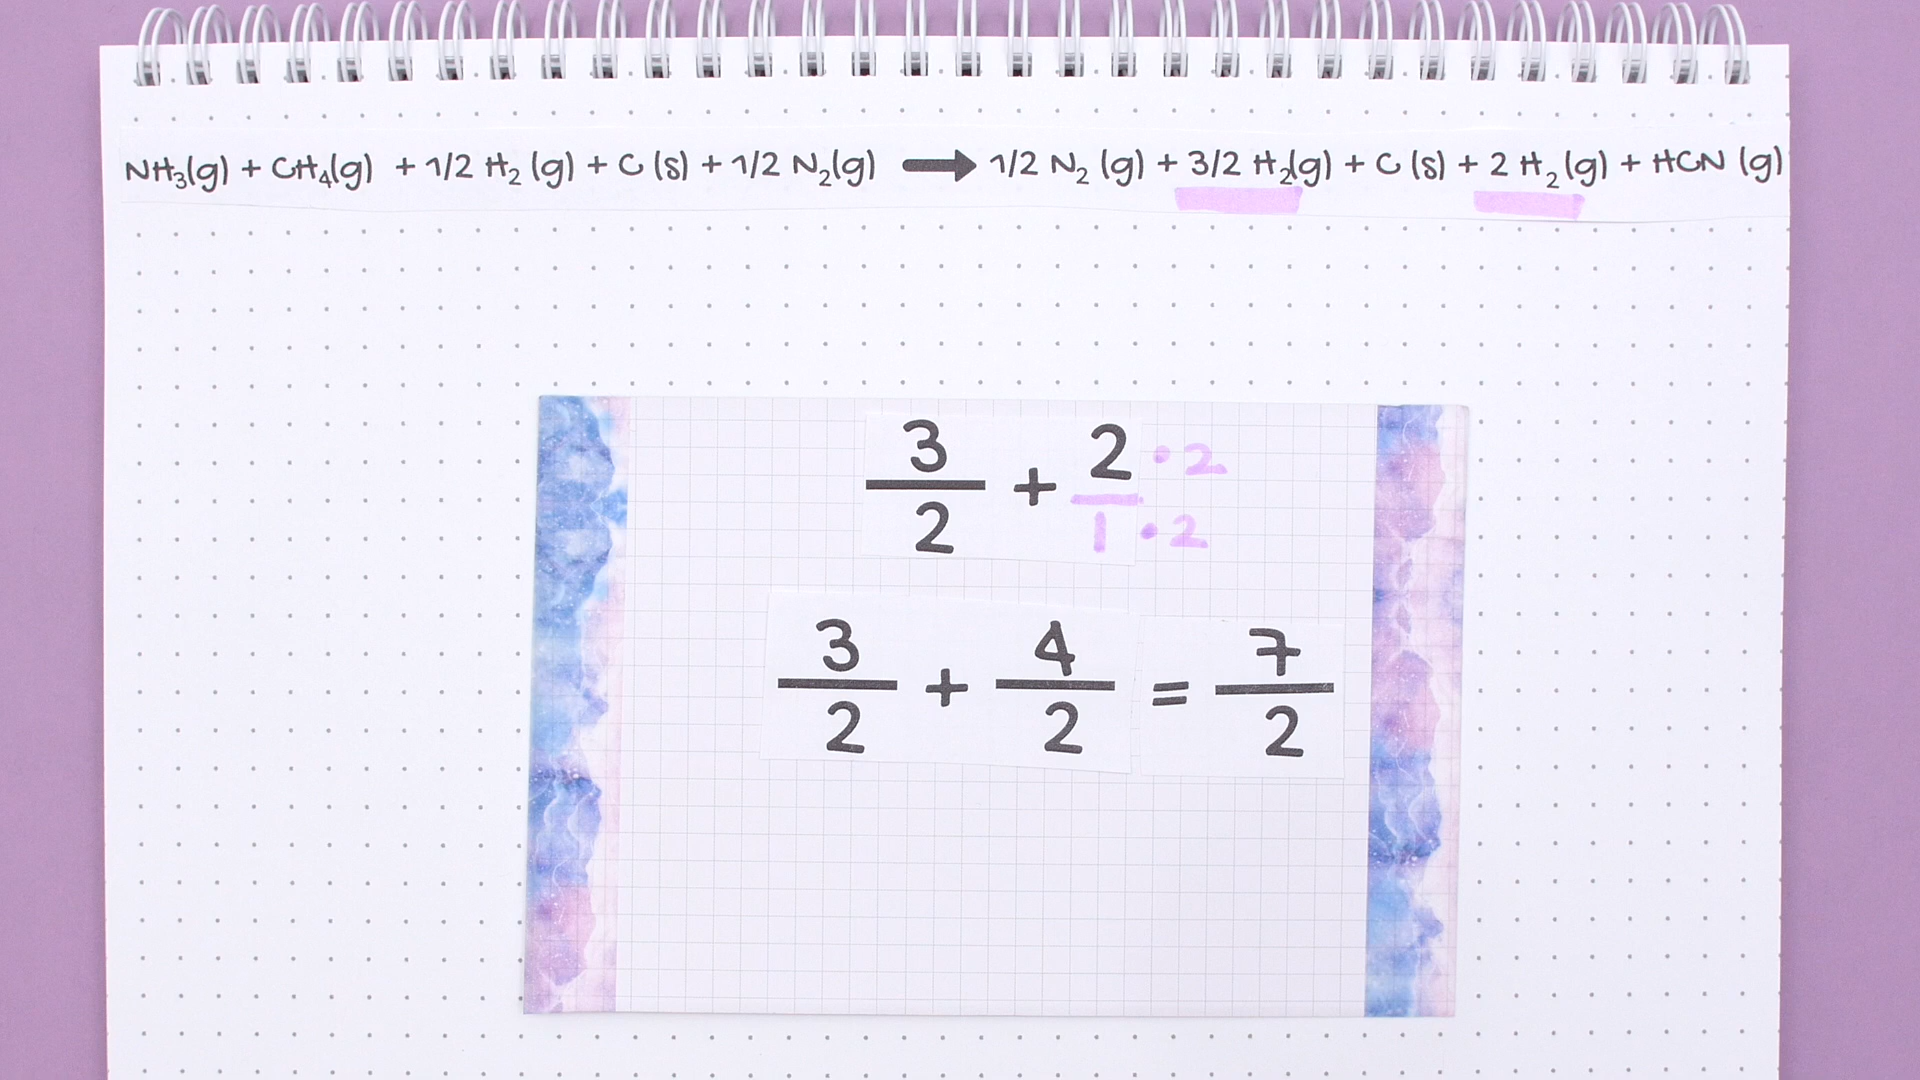 NH₃(g) + CH₄(g) + 1/2 H₂ (g) + C (s) + 1/2 N₂(g) → 1/2 N₂ (g) + 3/2 H₂(g) + C (s) + 2 H₂ (g) + HCN (g)
3/2 + 2/1 · 2 · 2
3/2 + 4/2 = 7/2